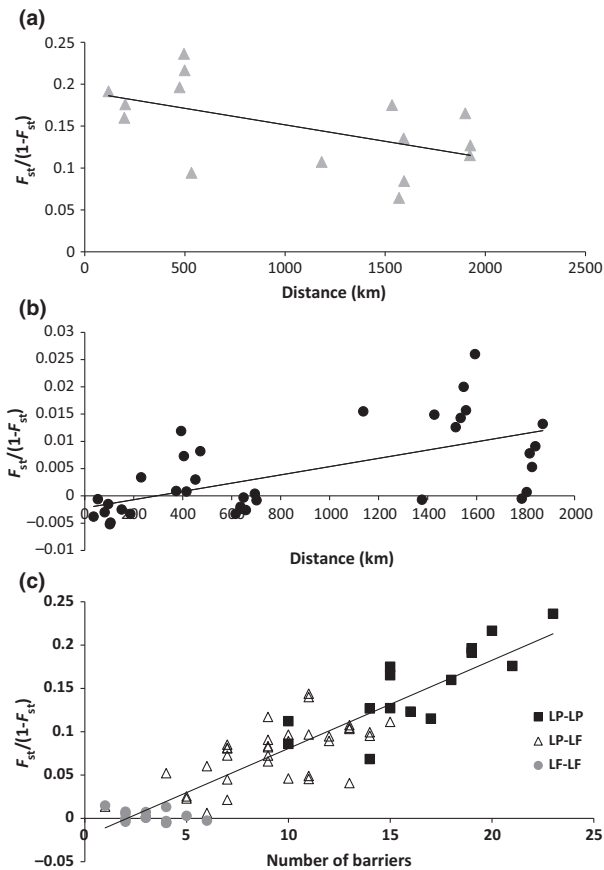 (a)
0.25
0.2
0.15
0.1
0.05
0
Fst/(1-Fst)
0 500 1000 1500 2000 2500
Distance (km)
(b)
0.03
0.025
0.02
0.015
0.01
0.005
0
−0.005
−0.01
Fst/(1-Fst)
0 200 400 600 800 1000 1200 1400 1600 1800 2000
Distance (km)
(c)
0.25
0.2
0.15
0.1
0.05
0
−0.05
Fst/(1-Fst)
LP-LP
LP-LF
LF-LF
0 5 10 15 20 25
Number of barriers